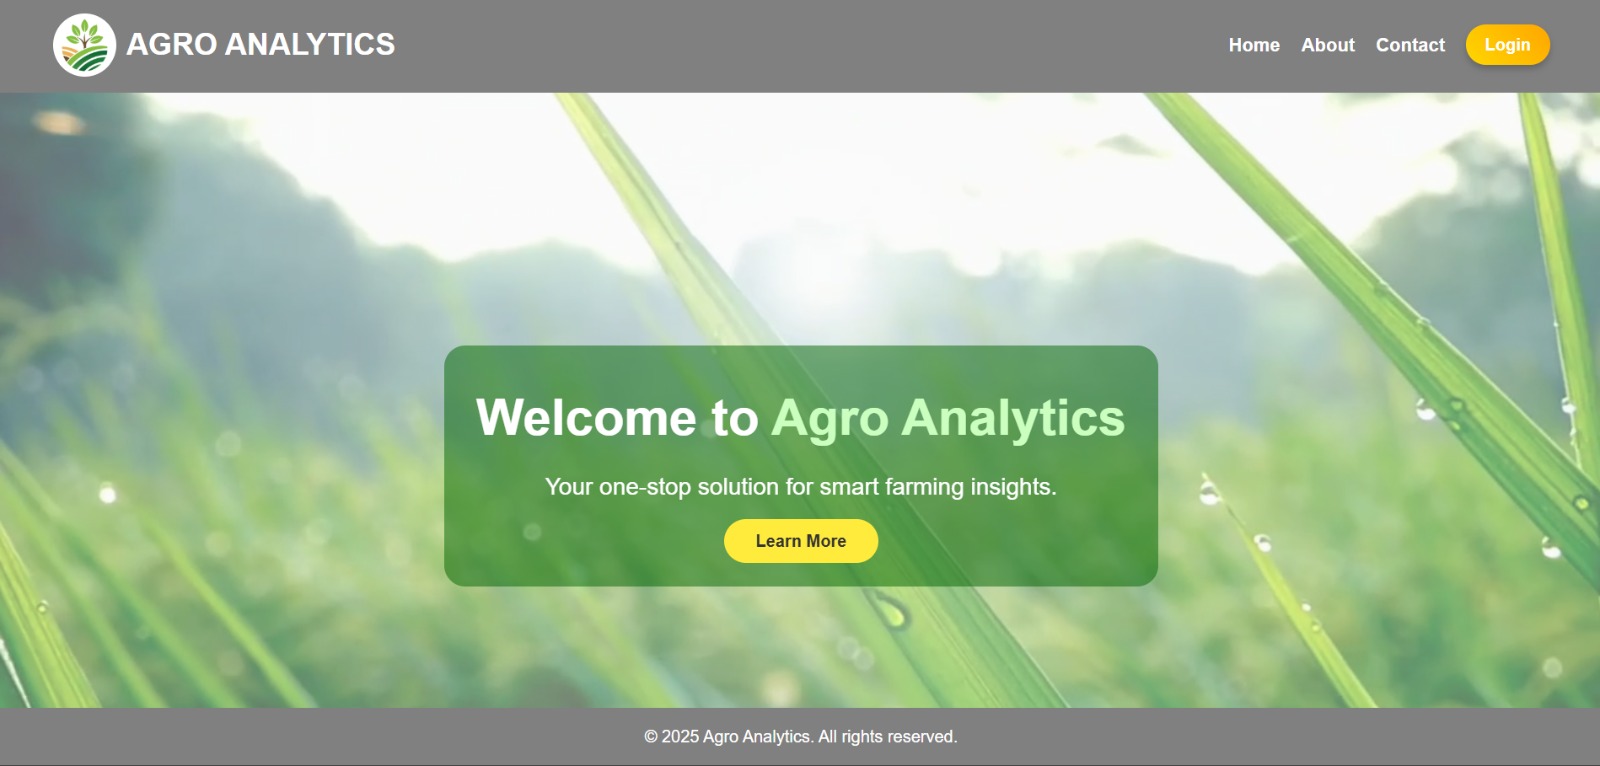 AGRO ANALYTICS
Home About Contact Login
Welcome to Agro Analytics
Your one-stop solution for smart farming insights.
Learn More
© 2025 Agro Analytics. All rights reserved.